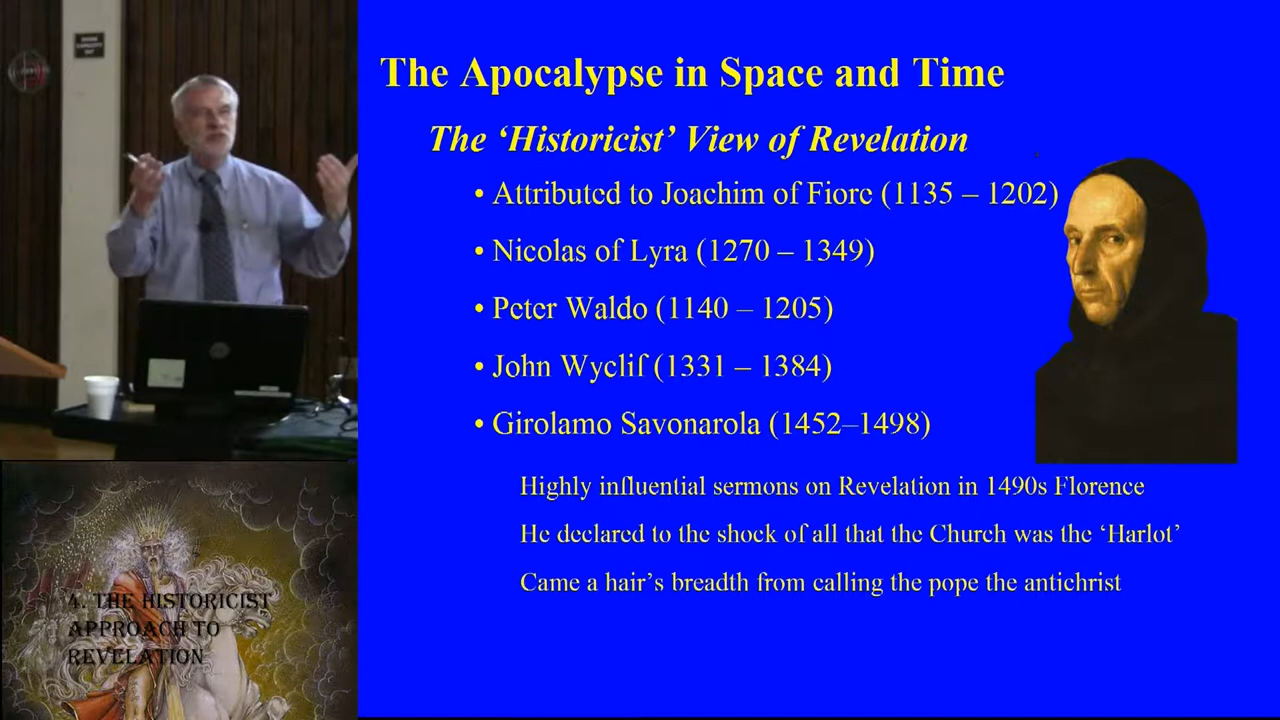 The Apocalypse in Space and Time
The ‘Historicist’ View of Revelation
• Attributed to Joachim of Fiore (1135 – 1202)
• Nicolas of Lyra (1270 – 1349)
• Peter Waldo (1140 – 1205)
• John Wyclif (1331 – 1384)
• Girolamo Savonarola (1452–1498)
Highly influential sermons on Revelation in 1490s Florence
He declared to the shock of all that the Church was the ‘Harlot’
Came a hair’s breadth from calling the pope the antichrist
4. THE HISTORICIST
APPROACH TO
REVELATION